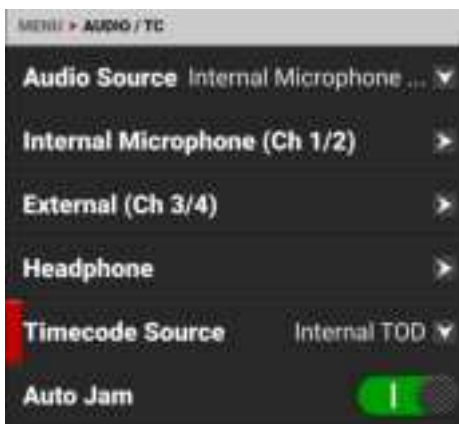 MENU ▸ AUDIO / TC
Audio Source Internal Microphone ...
Internal Microphone (Ch 1/2)
External (Ch 3/4)
Headphone
Timecode Source Internal TOD
Auto Jam